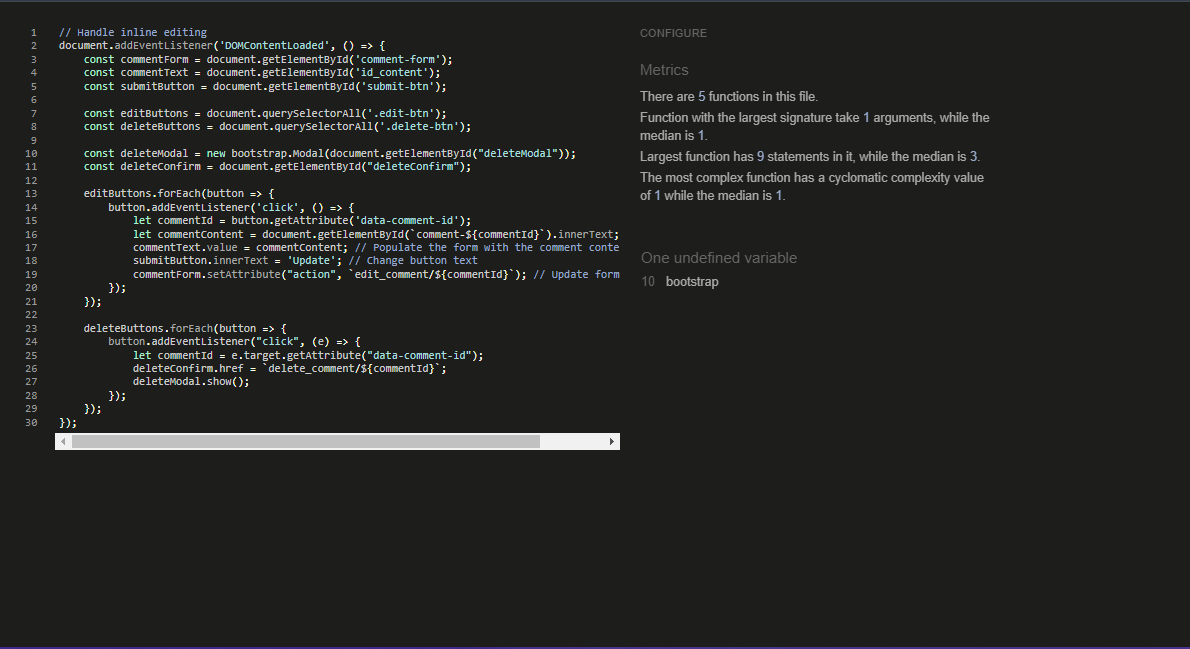 1 // Handle inline editing
2 document.addEventListener('DOMContentLoaded', () => {
3 const commentForm = document.getElementById('comment-form');
4 const commentText = document.getElementById('id_content');
5 const submitButton = document.getElementById('submit-btn');
6
7 const editButtons = document.querySelectorAll('.edit-btn');
8 const deleteButtons = document.querySelectorAll('.delete-btn');
9
10 const deleteModal = new bootstrap.Modal(document.getElementById("deleteModal"));
11 const deleteConfirm = document.getElementById("deleteConfirm");
12
13 editButtons.forEach(button => {
14 button.addEventListener('click', () => {
15 let commentId = button.getAttribute('data-comment-id');
16 let commentContent = document.getElementById(`comment-${commentId}`).innerText;
17 commentText.value = commentContent; // Populate the form with the comment conte
18 submitButton.innerText = 'Update'; // Change button text
19 commentForm.setAttribute("action", `edit_comment/${commentId}`); // Update form
20 });
21 });
22
23 deleteButtons.forEach(button => {
24 button.addEventListener("click", (e) => {
25 let commentId = e.target.getAttribute("data-comment-id");
26 deleteConfirm.href = `delete_comment/${commentId}`;
27 deleteModal.show();
28 });
29 });
30 });
CONFIGURE
Metrics
There are 5 functions in this file.
Function with the largest signature take 1 arguments, while the
median is 1.
Largest function has 9 statements in it, while the median is 3.
The most complex function has a cyclomatic complexity value
of 1 while the median is 1.
One undefined variable
10 bootstrap